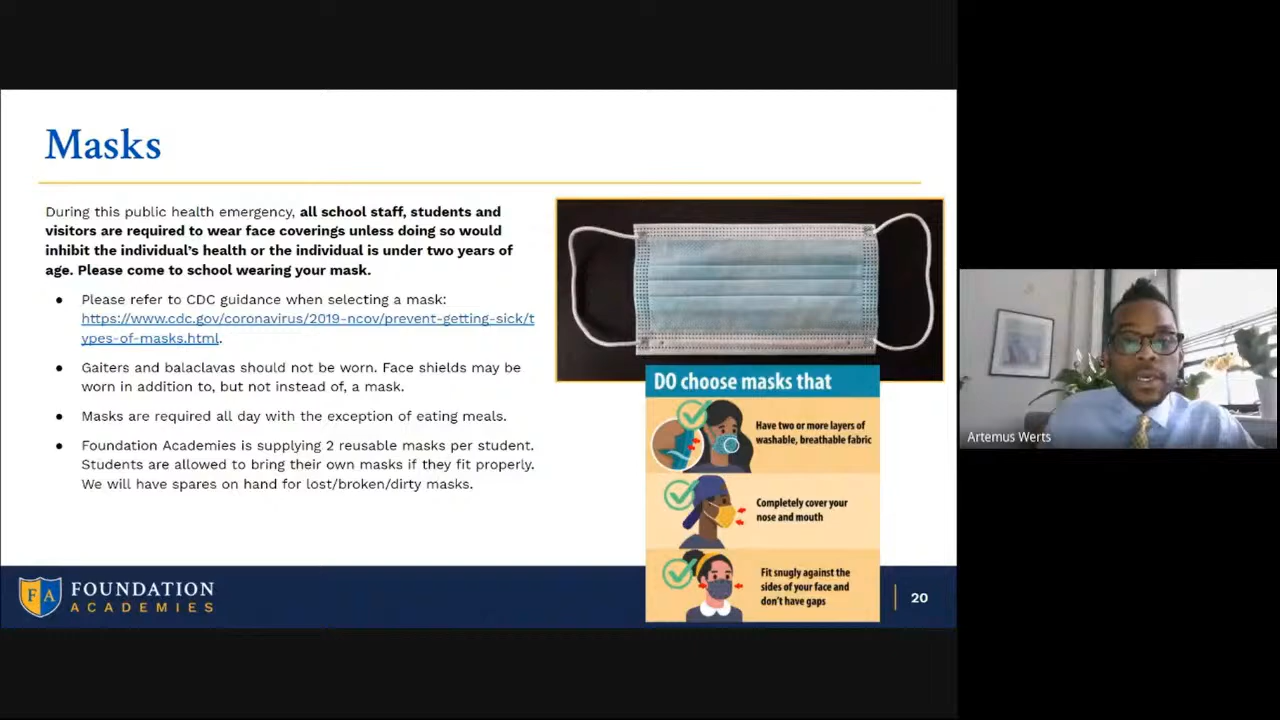 Masks
During this public health emergency, all school staff, students and
visitors are required to wear face coverings unless doing so would
inhibit the individual's health or the individual is under two years of
age. Please come to school wearing your mask.
● Please refer to CDC guidance when selecting a mask:
https://www.cdc.gov/coronavirus/2019-ncov/prevent-getting-sick/t
ypes-of-masks.html.
● Gaiters and balaclavas should not be worn. Face shields may be
worn in addition to, but not instead of, a mask.
● Masks are required all day with the exception of eating meals.
● Foundation Academies is supplying 2 reusable masks per student.
Students are allowed to bring their own masks if they fit properly.
We will have spares on hand for lost/broken/dirty masks.
DO choose masks that
Have two or more layers of
washable, breathable fabric
Completely cover your
nose and mouth
Fit snugly against the
sides of your face and
don't have gaps
FA
FOUNDATION
ACADEMIES
20
Artemus Werts